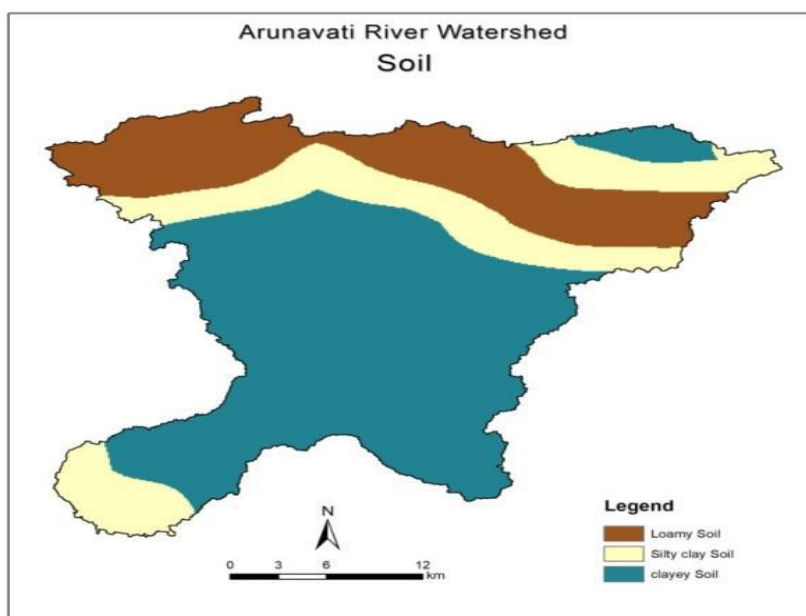 Arunavati River Watershed
Soil
N
0 3 6 12
km
Legend
Loamy Soil
Silty clay Soil
clayey Soil